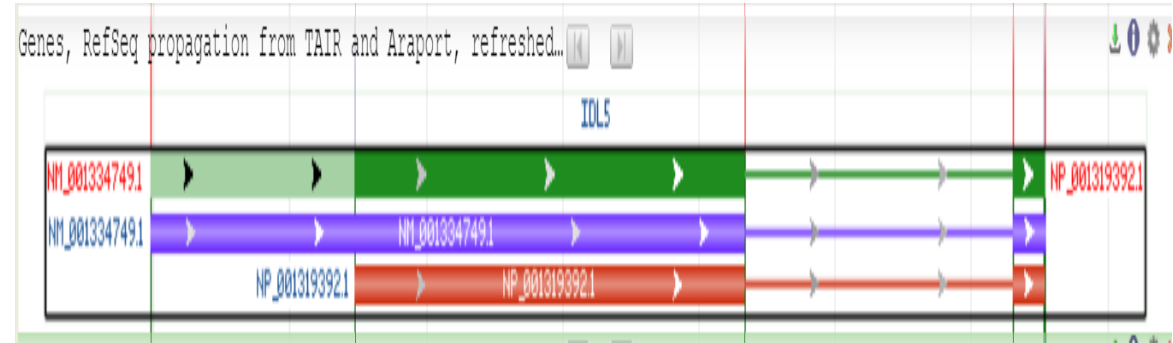 Genes, RefSeq propagation from TAIR and Araport, refreshed...
IDL5
NM_001334749.1 NP_001319392.1
NM_001334749.1 NM_001334749.1
NP_001319392.1 NP_001319392.1